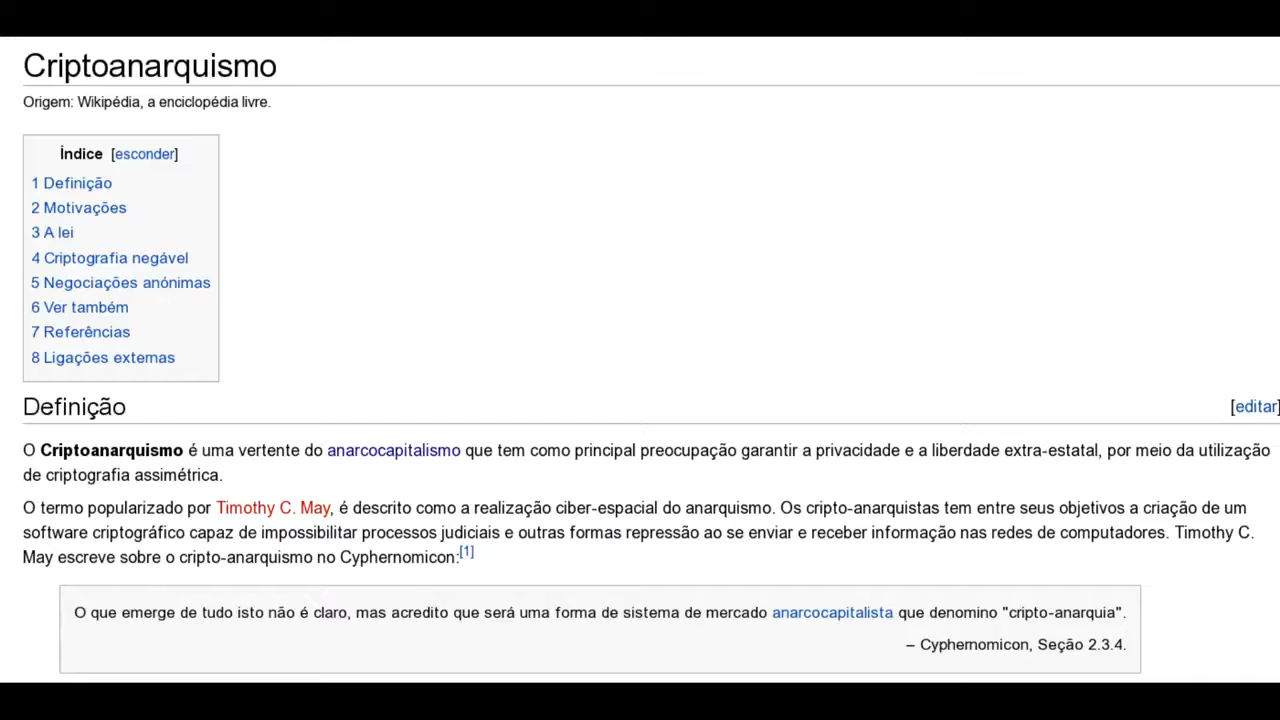 Criptoanarquismo
Origem: Wikipédia, a enciclopédia livre.
Índice [esconder]
1 Definição
2 Motivações
3 A lei
4 Criptografia negável
5 Negociações anónimas
6 Ver também
7 Referências
8 Ligações externas
Definição [editar]
O Criptoanarquismo é uma vertente do anarcocapitalismo que tem como principal preocupação garantir a privacidade e a liberdade extra-estatal, por meio da utilização
de criptografia assimétrica.
O termo popularizado por Timothy C. May, é descrito como a realização ciber-espacial do anarquismo. Os cripto-anarquistas tem entre seus objetivos a criação de um
software criptográfico capaz de impossibilitar processos judiciais e outras formas repressão ao se enviar e receber informação nas redes de computadores. Timothy C.
May escreve sobre o cripto-anarquismo no Cyphernomicon:[1]
O que emerge de tudo isto não é claro, mas acredito que será uma forma de sistema de mercado anarcocapitalista que denomino "cripto-anarquia".
– Cyphernomicon, Seção 2.3.4.